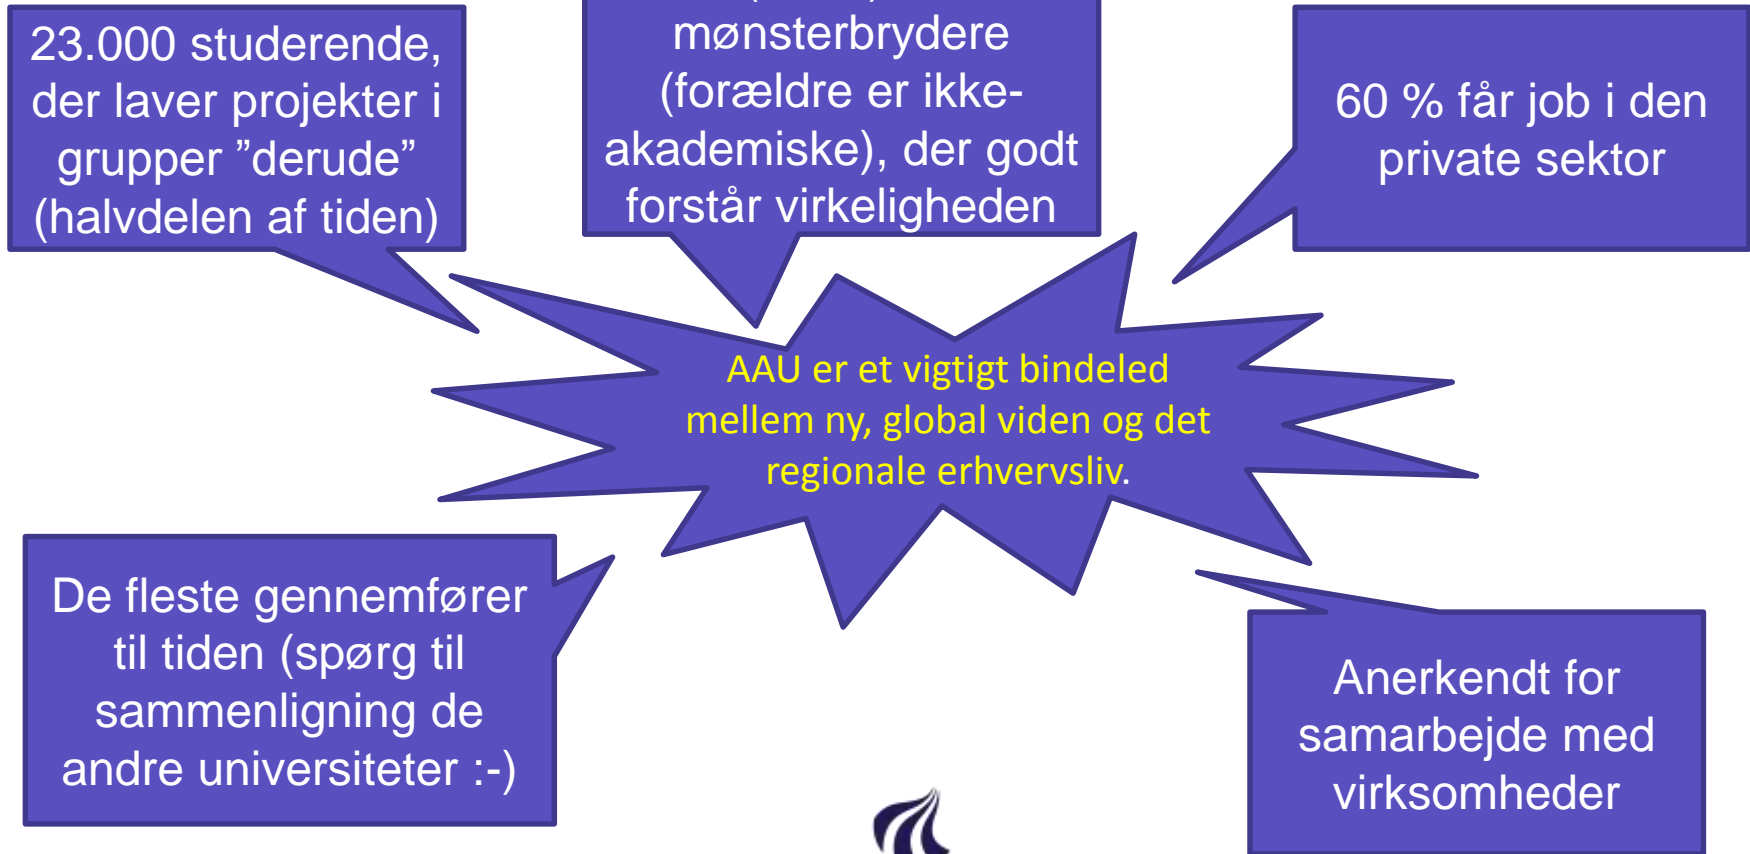 23.000 studerende,
der laver projekter i
grupper ”derude”
(halvdelen af tiden)
mønsterbrydere
(forældre er ikke-
akademiske), der godt
forstår virkeligheden
60 % får job i den
private sektor
AAU er et vigtigt bindeled
mellem ny, global viden og det
regionale erhvervsliv.
De fleste gennemfører
til tiden (spørg til
sammenligning de
andre universiteter :-)
Anerkendt for
samarbejde med
virksomheder